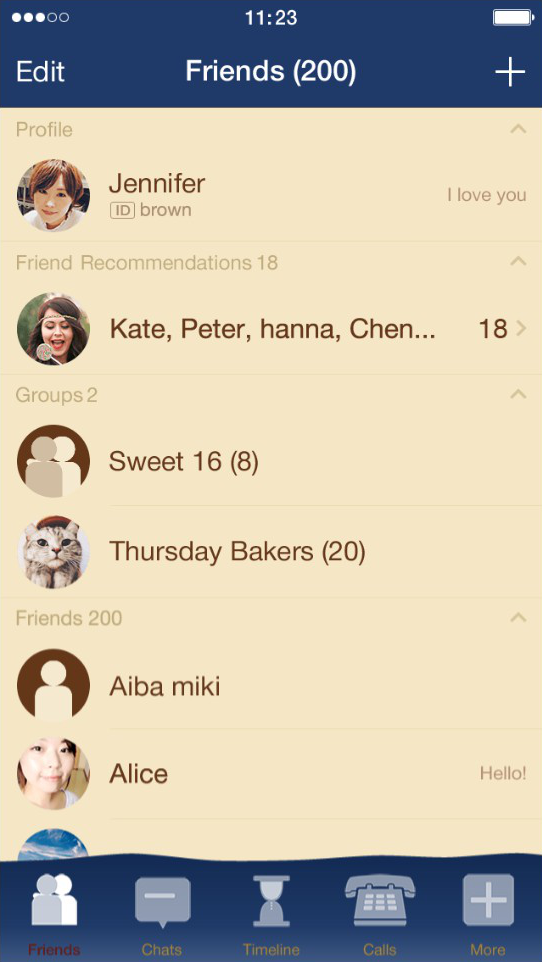 11:23
Edit
Friends (200)
Profile
Jennifer
I love you
ID brown
Friend Recommendations 18
Kate, Peter, hanna, Chen...
18
Groups 2
Sweet 16 (8)
Thursday Bakers (20)
Friends 200
Aiba miki
Alice
Hello!
Friends
Chats
Timeline
Calls
More